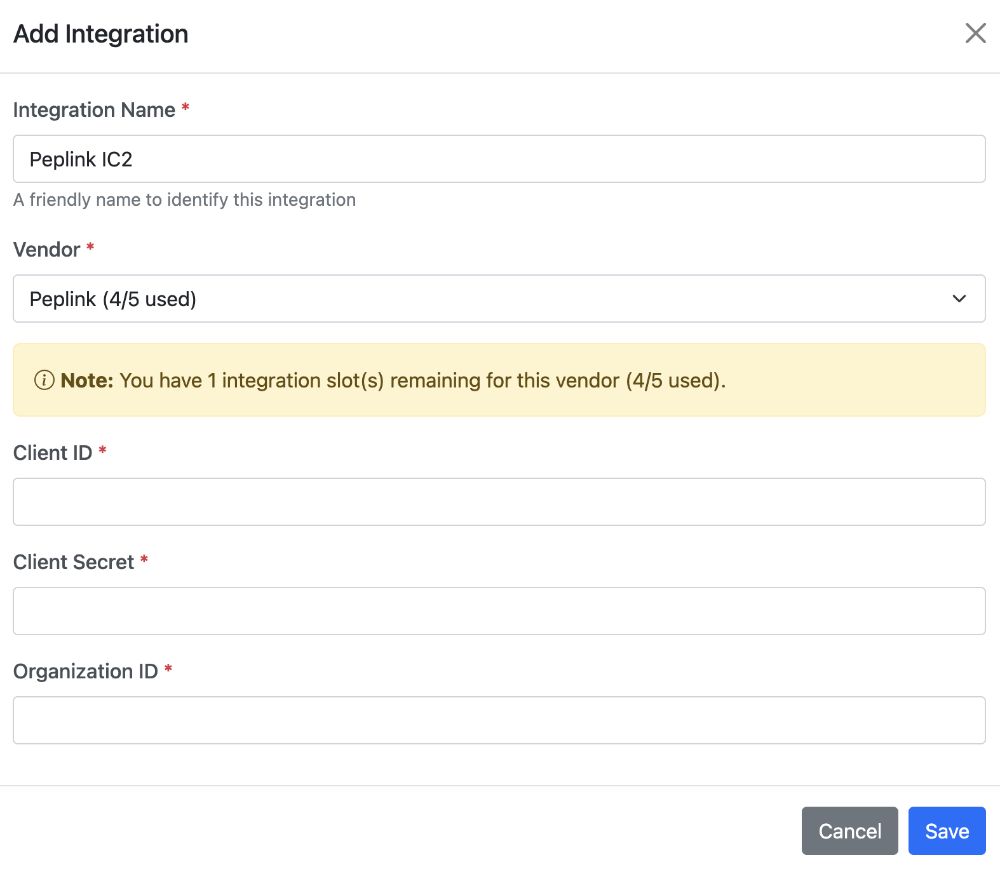 Add Integration
Integration Name *
Peplink IC2
A friendly name to identify this integration
Vendor *
Peplink (4/5 used)
Note: You have 1 integration slot(s) remaining for this vendor (4/5 used).
Client ID *
Client Secret *
Organization ID *
Cancel Save